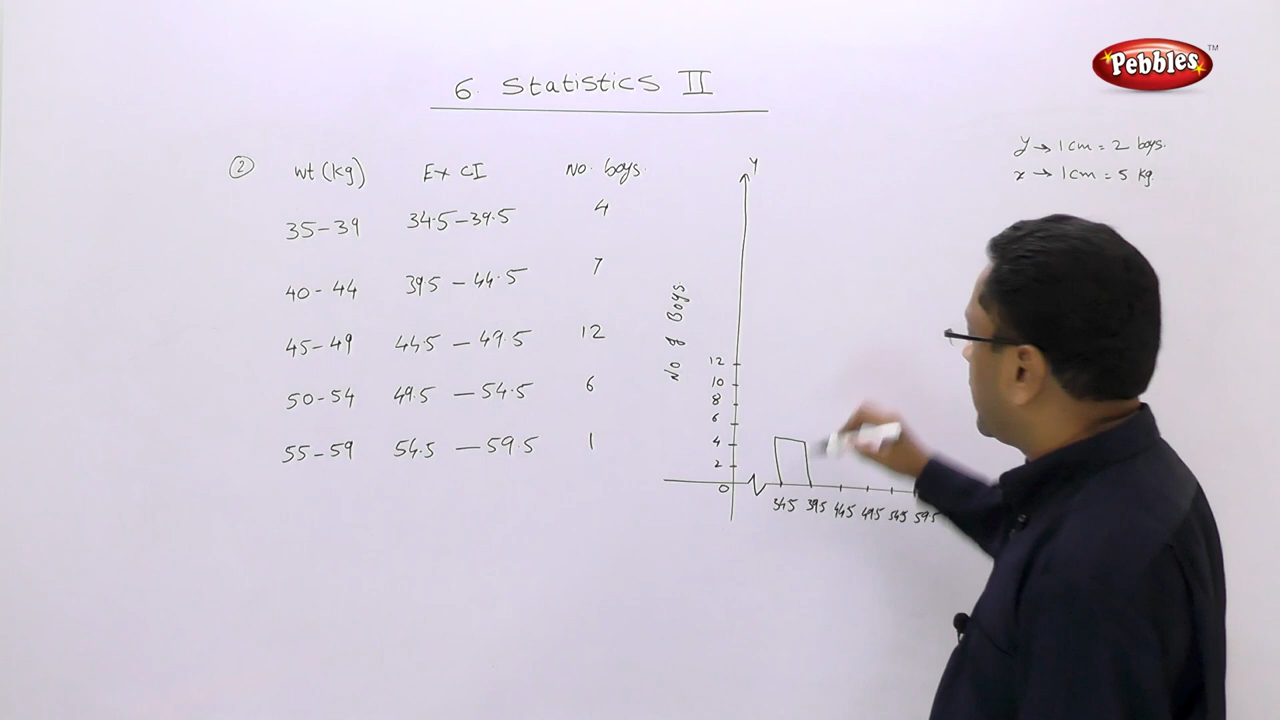 Pebbles TM
6. Statistics II
y → 1 cm = 2 boys.
x → 1 cm = 5 kg
② wt (kg) Ex CI No. boys.
35-39 34.5-39.5 4
40-44 39.5-44.5 7
45-49 44.5-49.5 12
50-54 49.5-54.5 6
55-59 54.5-59.5 1
Y
No of Boys
12
10
8
6
4
2
0
34.5 39.5 44.5 49.5 54.5 59.5